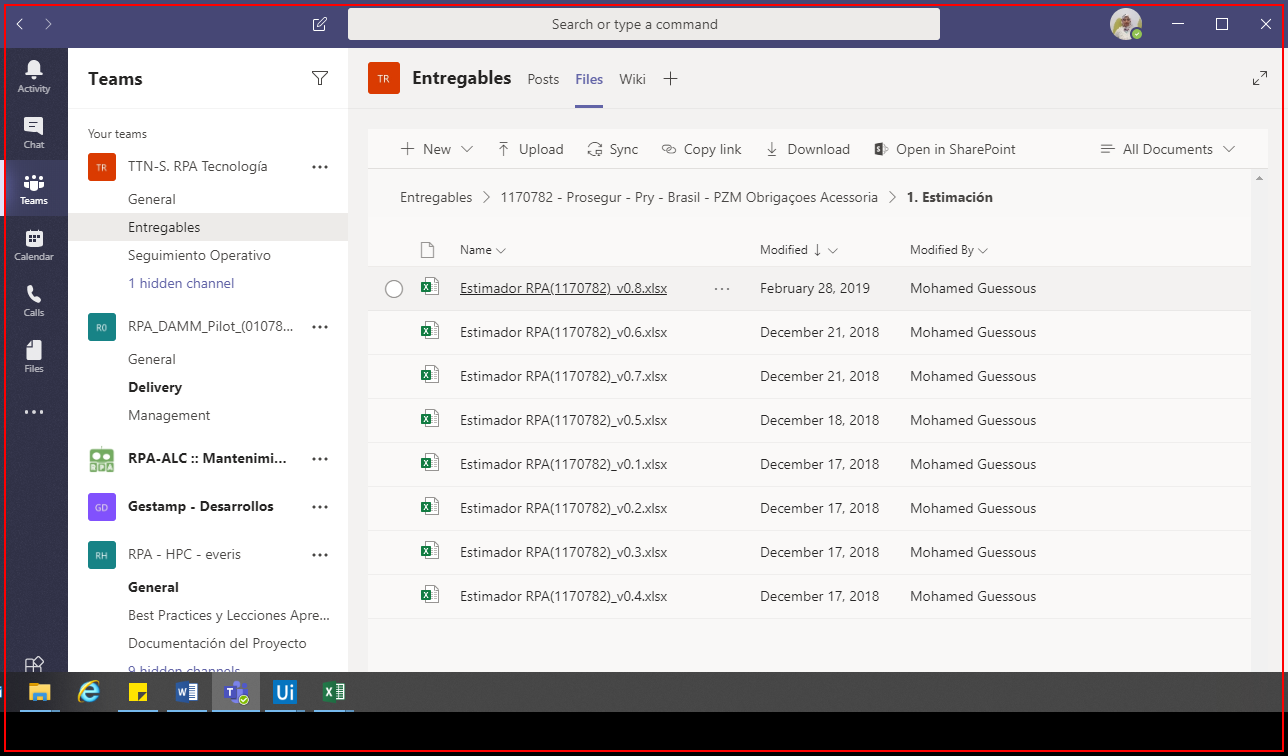 Search or type a command
Activity
Chat
Teams
Calendar
Calls
Files
Teams
Your teams
TR
TTN-S. RPA Tecnología
General
Entregables
Seguimiento Operativo
1 hidden channel
R0
RPA_DAMM_Pilot_(01078...
General
Delivery
Management
RPA
RPA-ALC :: Mantenimi...
GD
Gestamp - Desarrollos
RH
RPA - HPC - everis
General
Best Practices y Lecciones Apre...
Documentación del Proyecto
9 hidden channels
TR
Entregables Posts Files Wiki
New Upload Sync Copy link Download Open in SharePoint All Documents
Entregables > 1170782 - Prosegur - Pry - Brasil - PZM Obrigaçoes Acessoria > 1. Estimación
Name Modified Modified By
Estimador RPA(1170782)_v0.8.xlsx ... February 28, 2019 Mohamed Guessous
Estimador RPA(1170782)_v0.6.xlsx December 21, 2018 Mohamed Guessous
Estimador RPA(1170782)_v0.7.xlsx December 21, 2018 Mohamed Guessous
Estimador RPA(1170782)_v0.5.xlsx December 18, 2018 Mohamed Guessous
Estimador RPA(1170782)_v0.1.xlsx December 17, 2018 Mohamed Guessous
Estimador RPA(1170782)_v0.2.xlsx December 17, 2018 Mohamed Guessous
Estimador RPA(1170782)_v0.3.xlsx December 17, 2018 Mohamed Guessous
Estimador RPA(1170782)_v0.4.xlsx December 17, 2018 Mohamed Guessous
Ui